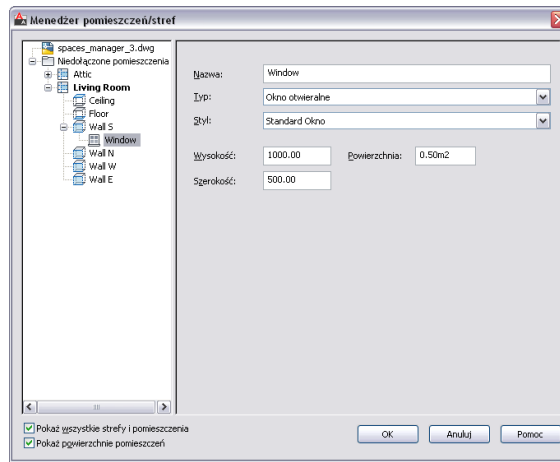 Menedżer pomieszczeń/stref
spaces_manager_3.dwg
Niedołączone pomieszczenia
Attic
Living Room
Ceiling
Floor
Wall S
Window
Wall N
Wall W
Wall E
Nazwa: Window
Typ: Okno otwieralne
Styl: Standard Okno
Wysokość: 1000.00 Powierzchnia: 0.50m2
Szerokość: 500.00
Pokaż wszystkie strefy i pomieszczenia
Pokaż powierzchnie pomieszczeń
OK Anuluj Pomoc